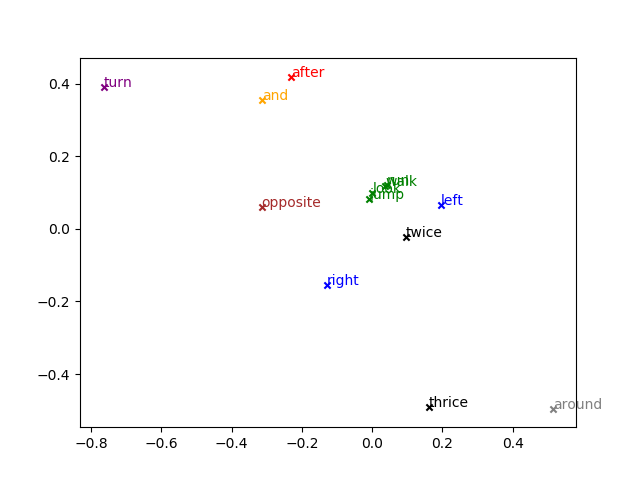 turn
after
and
0.4
0.2
walk
look
jump
left
opposite
0.0
twice
right
−0.2
−0.4
thrice
around
−0.8
−0.6
−0.4
−0.2
0.0
0.2
0.4